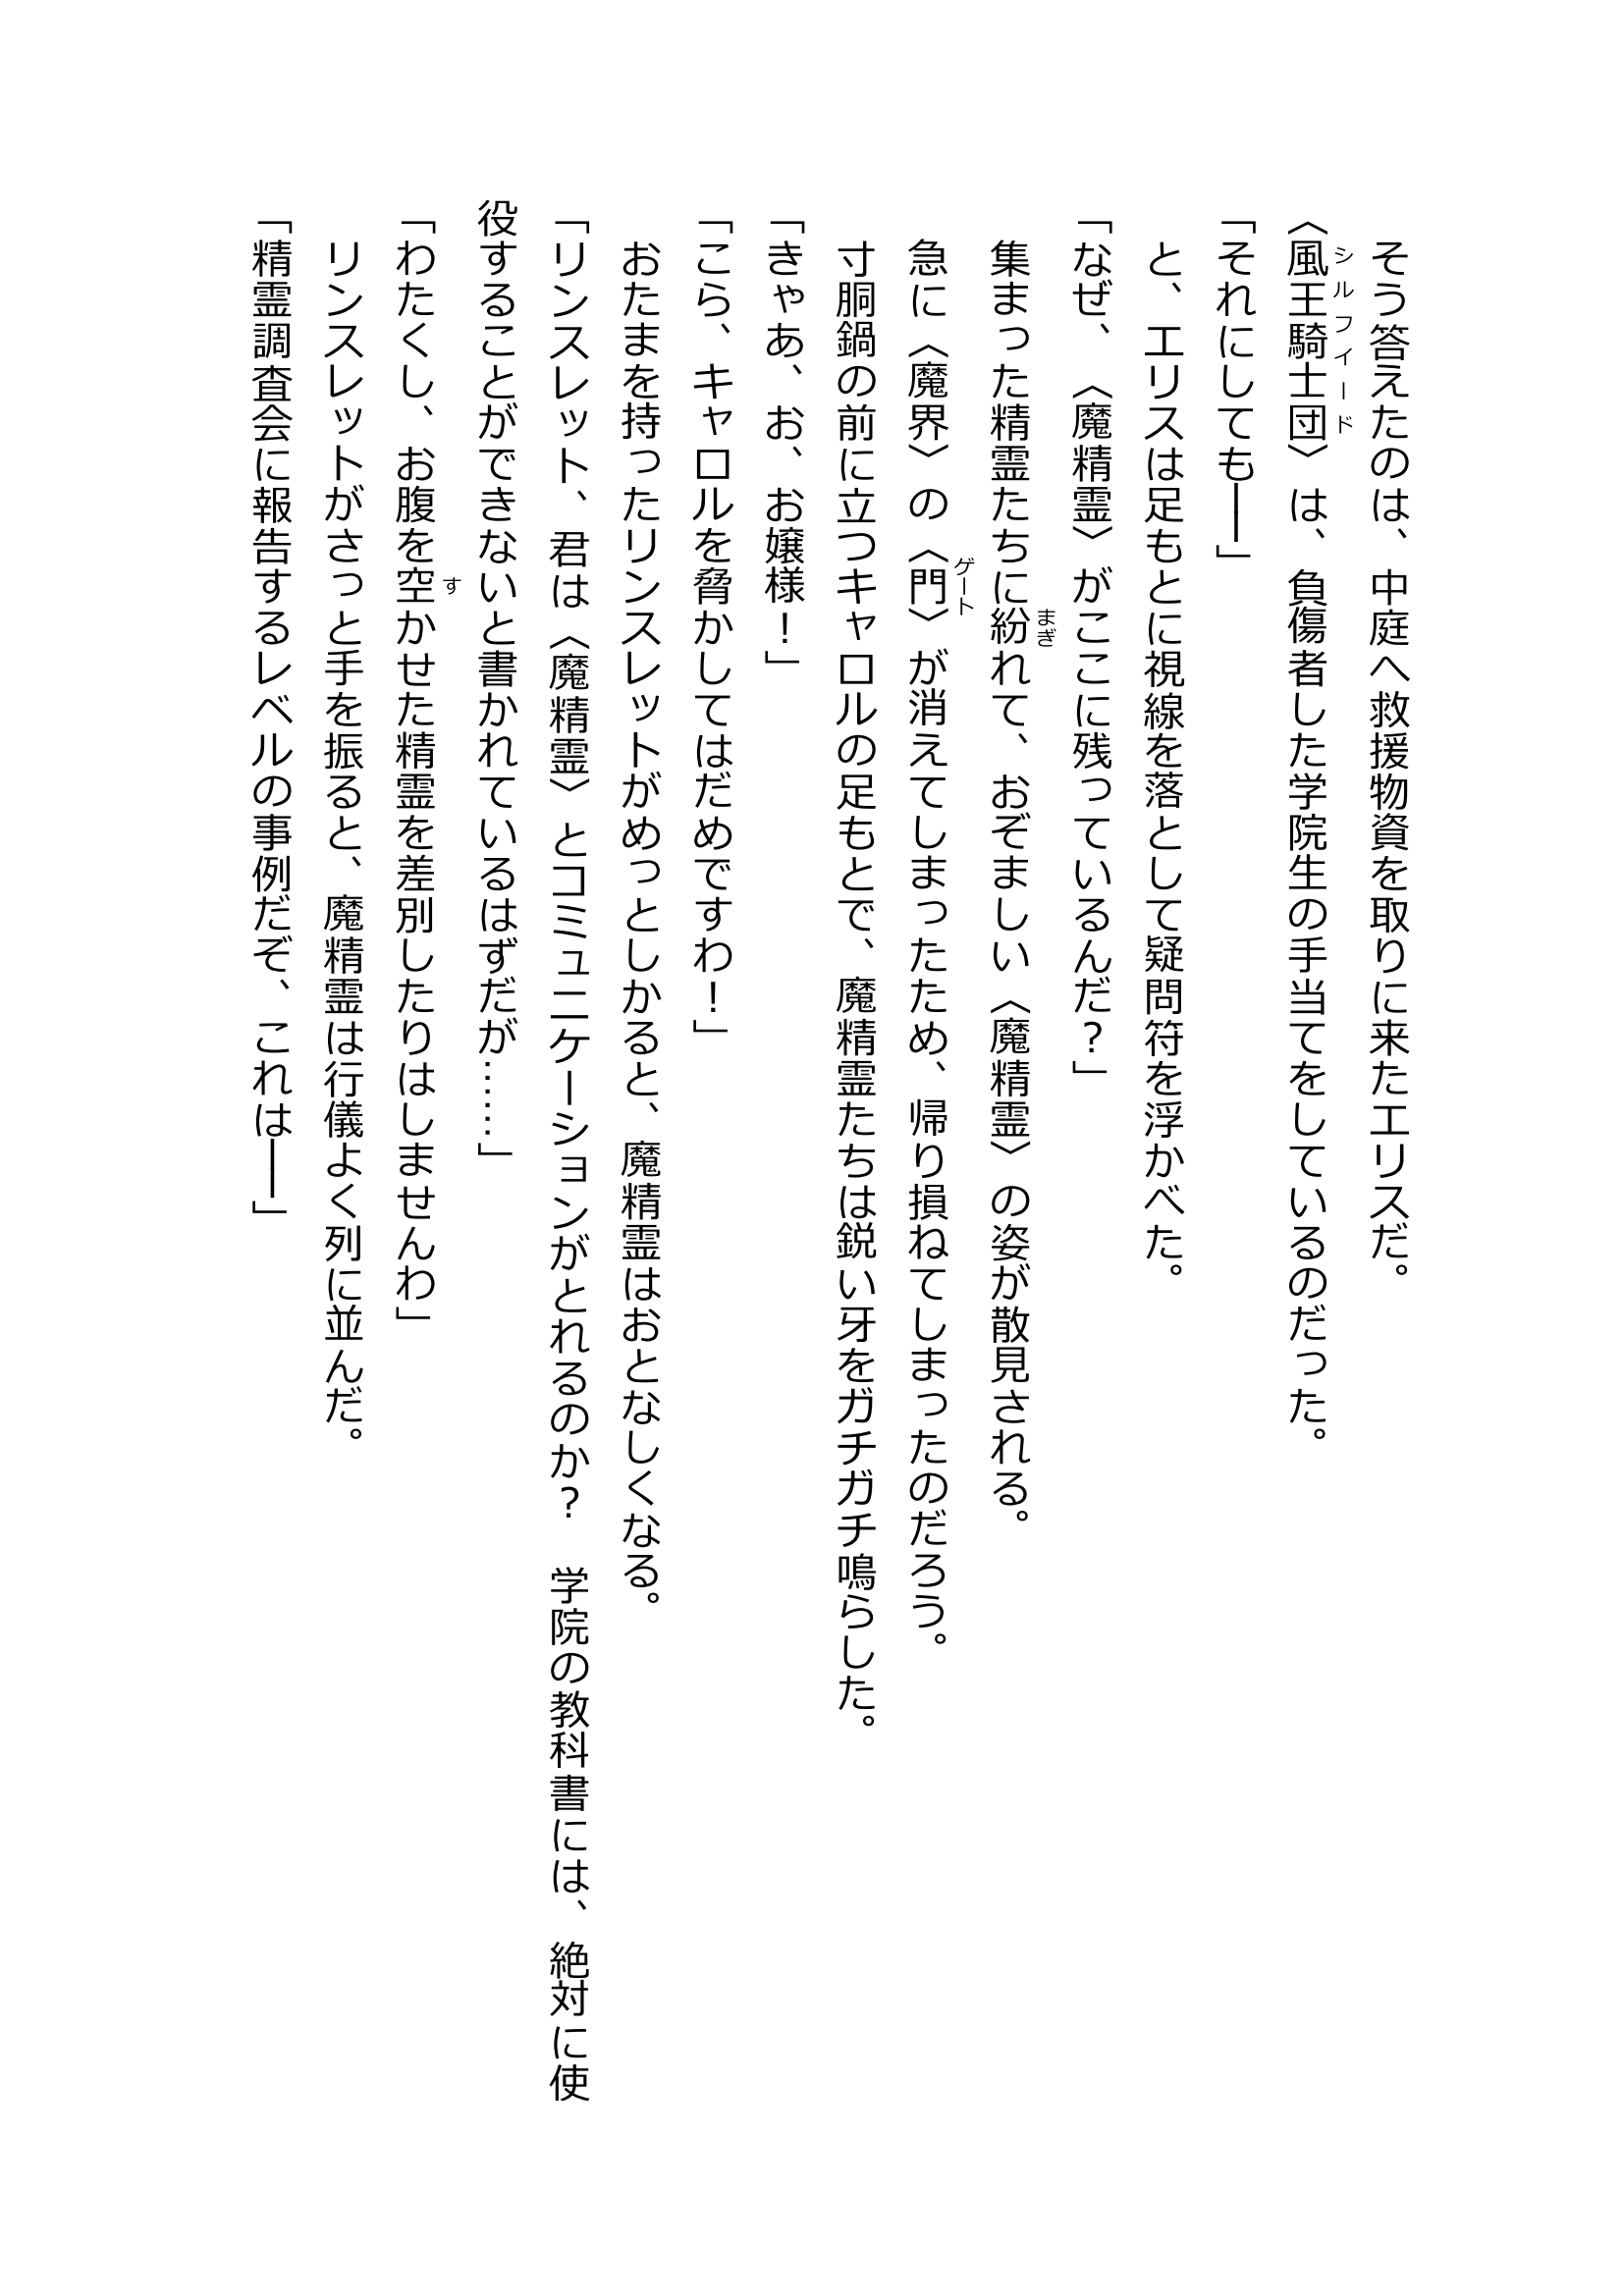 そう答えたのは、中庭へ救援物資を取りに来たエリスだ。
〈風王騎士団〉は、負傷者した学院生の手当てをしているのだった。
シルフィード
「それにしても――」
　と、エリスは足もとに視線を落として疑問符を浮かべた。
「なぜ、〈魔精霊〉がここに残っているんだ？」
　集まった精霊たちに紛れて、おぞましい〈魔精霊〉の姿が散見される。
まぎ
　急に〈魔界〉の〈門〉が消えてしまったため、帰り損ねてしまったのだろう。
ゲート
　寸胴鍋の前に立つキャロルの足もとで、魔精霊たちは鋭い牙をガチガチ鳴らした。
「きゃあ、お、お嬢様！」
「こら、キャロルを脅かしてはだめですわ！」
　おたまを持ったリンスレットがめっとしかると、魔精霊はおとなしくなる。
「リンスレット、君は〈魔精霊〉とコミュニケーションがとれるのか？　学院の教科書には、絶対に使
役することができないと書かれているはずだが……」
「わたくし、お腹を空かせた精霊を差別したりはしませんわ」
す
　リンスレットがさっと手を振ると、魔精霊は行儀よく列に並んだ。
「精霊調査会に報告するレベルの事例だぞ、これは――」